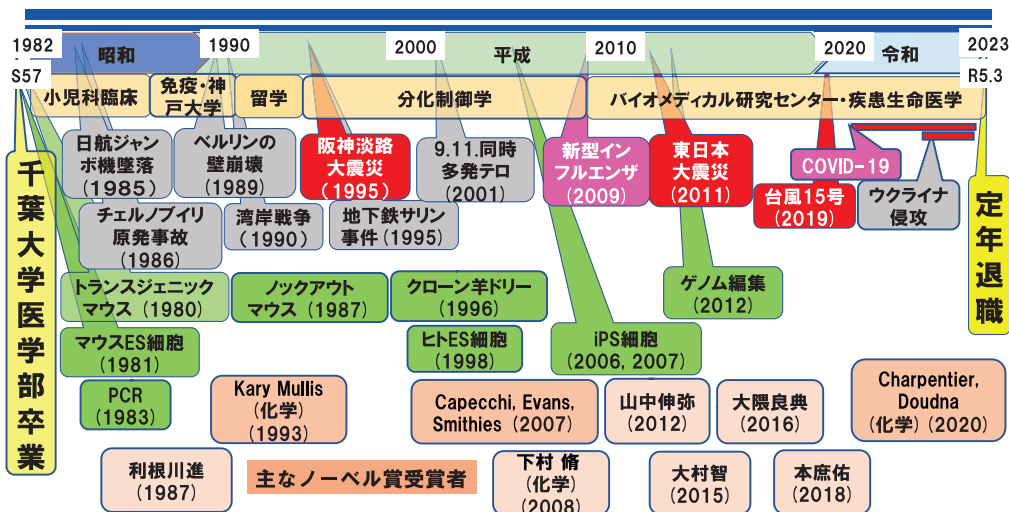 1982
昭和
1990
2000
平成
2010
2020
令和
2023
S57
R5.3
小児科臨床
免疫・神
戸大学
留学
分化制御学
バイオメディカル研究センター・疾患生命医学
千葉大学医学部卒業
日航ジャン
ボ機墜落
(1985)
ベルリンの
壁崩壊
(1989)
阪神淡路
大震災
(1995)
9.11.同時
多発テロ
(2001)
新型イン
フルエンザ
(2009)
東日本
大震災
(2011)
COVID-19
台風15号
(2019)
ウクライナ
侵攻
定年退職
チェルノブイリ
原発事故
(1986)
湾岸戦争
(1990)
地下鉄サリン
事件(1995)
トランスジェニック
マウス (1980)
ノックアウト
マウス (1987)
クローン羊ドリー
(1996)
ゲノム編集
(2012)
マウスES細胞
(1981)
ヒトES細胞
(1998)
iPS細胞
(2006, 2007)
PCR
(1983)
Kary Mullis
(化学)
(1993)
Capecchi, Evans,
Smithies (2007)
山中伸弥
(2012)
大隈良典
(2016)
Charpentier,
Doudna
(化学) (2020)
利根川進
(1987)
主なノーベル賞受賞者
下村 脩
(化学)
(2008)
大村智
(2015)
本庶佑
(2018)